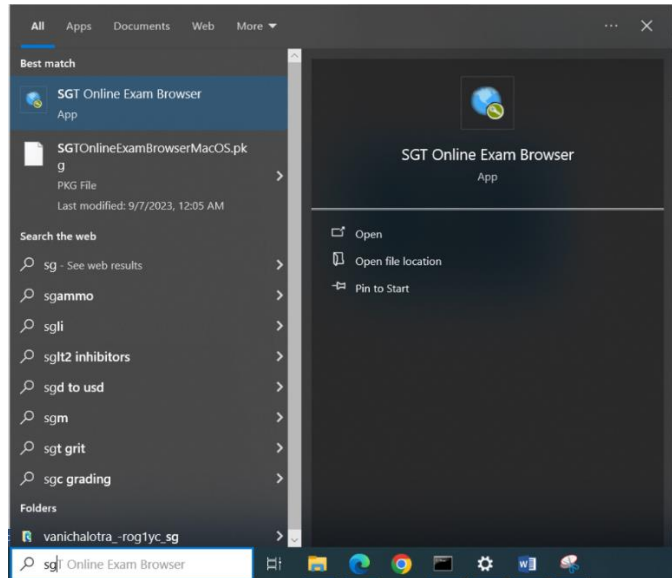 All Apps Documents Web More
Best match
SGT Online Exam Browser
App
SGTOnlineExamBrowserMacOS.pk
g
PKG File
Last modified: 9/7/2023, 12:05 AM
Search the web
sg - See web results
sgammo
sgli
sglt2 inhibitors
sgd to usd
sgm
sgt grit
sgc grading
Folders
vanichalotra_-rog1yc_sg
sgT Online Exam Browser
SGT Online Exam Browser
App
Open
Open file location
Pin to Start